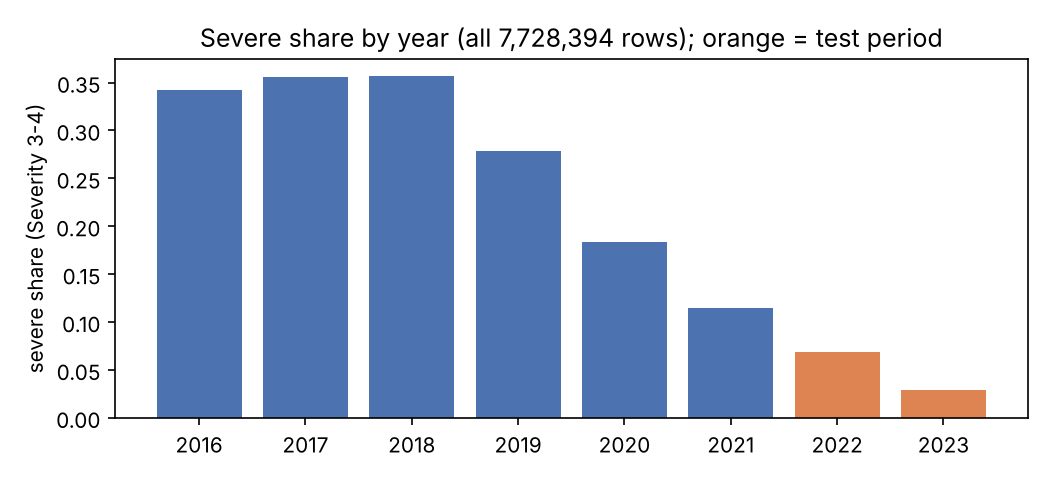 Severe share by year (all 7,728,394 rows); orange = test period
severe share (Severity 3-4)
0.35
0.30
0.25
0.20
0.15
0.10
0.05
0.00
2016 2017 2018 2019 2020 2021 2022 2023